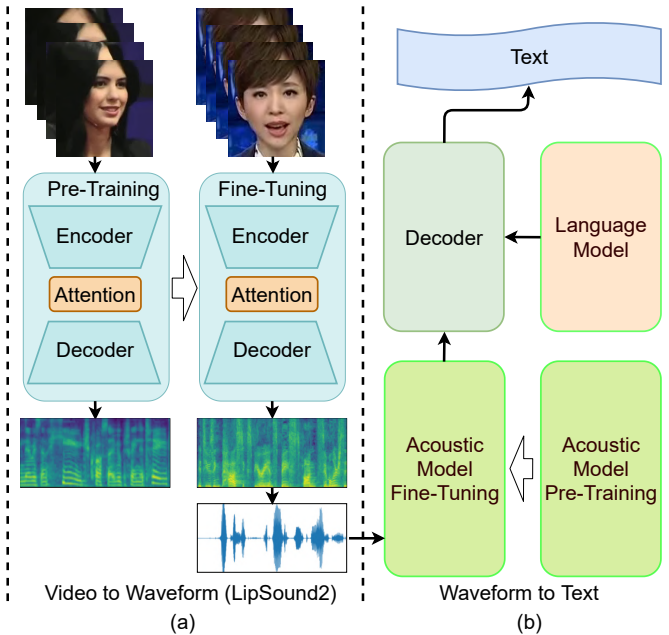 Pre-Training
Encoder
Attention
Decoder
Fine-Tuning
Encoder
Attention
Decoder
Video to Waveform (LipSound2)
(a)
Text
Decoder
Language
Model
Acoustic
Model
Fine-Tuning
Acoustic
Model
Pre-Training
Waveform to Text
(b)